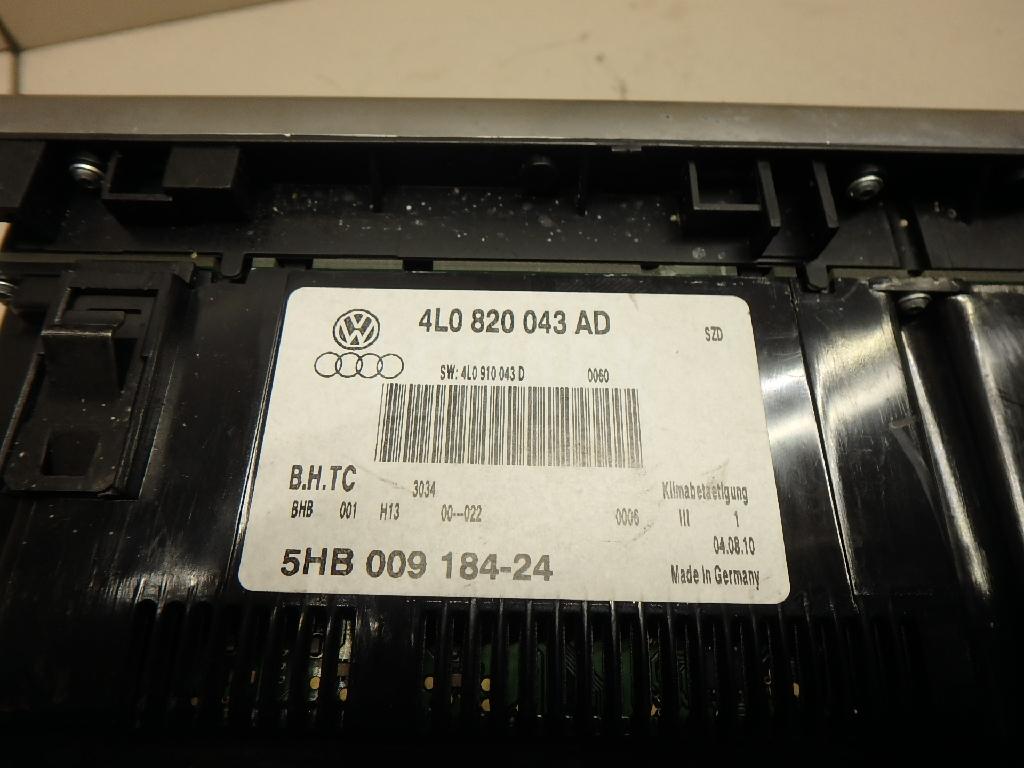 4L0 820 043 AD
SZD
SW: 4L0 910 043 D 0060
B.H.TC 3034 Klimabetaetigung
BHB 001 H13 00--022 0006 III 1
04.08.10
5HB 009 184-24 Made in Germany